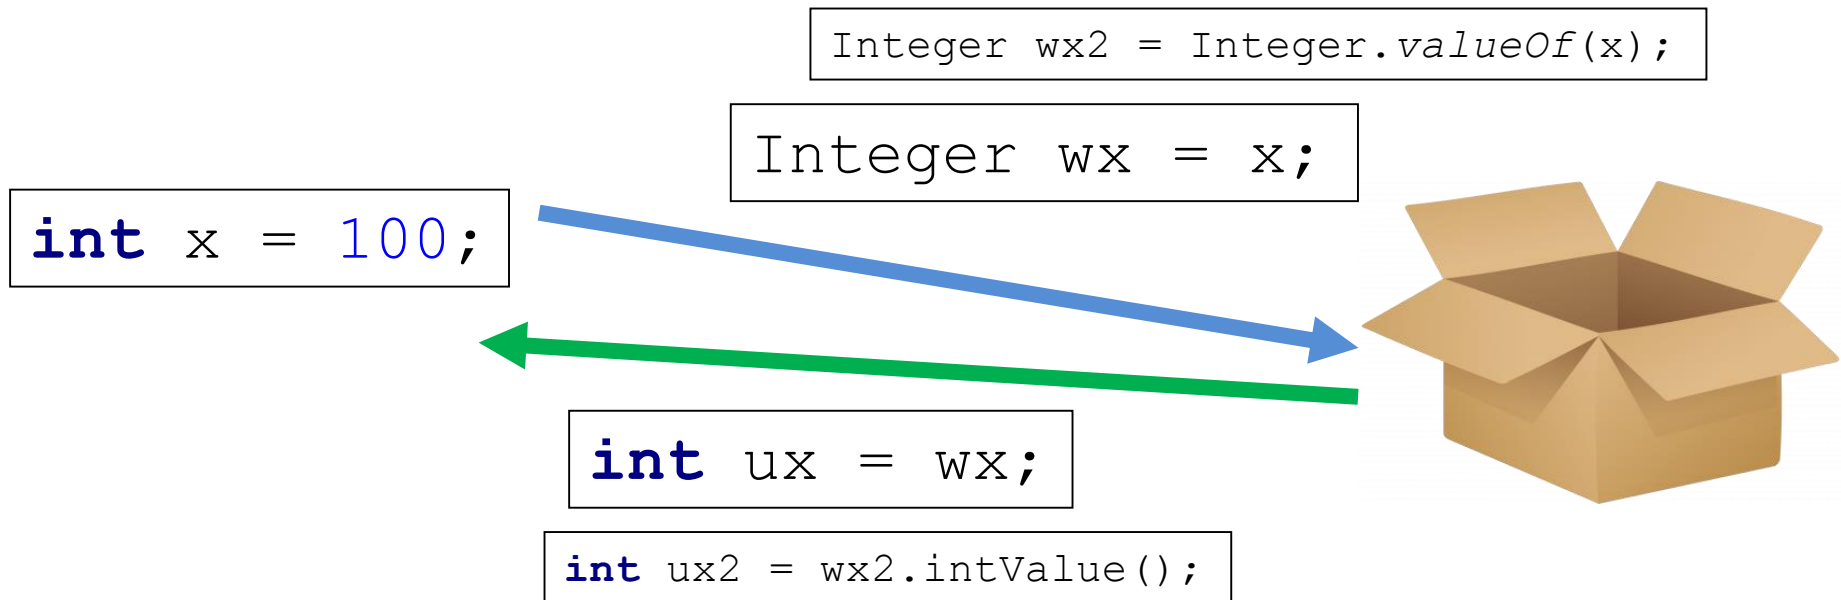 Integer wx2 = Integer.valueOf(x);
Integer wx = x;
int x = 100;
int ux = wx;
int ux2 = wx2.intValue();